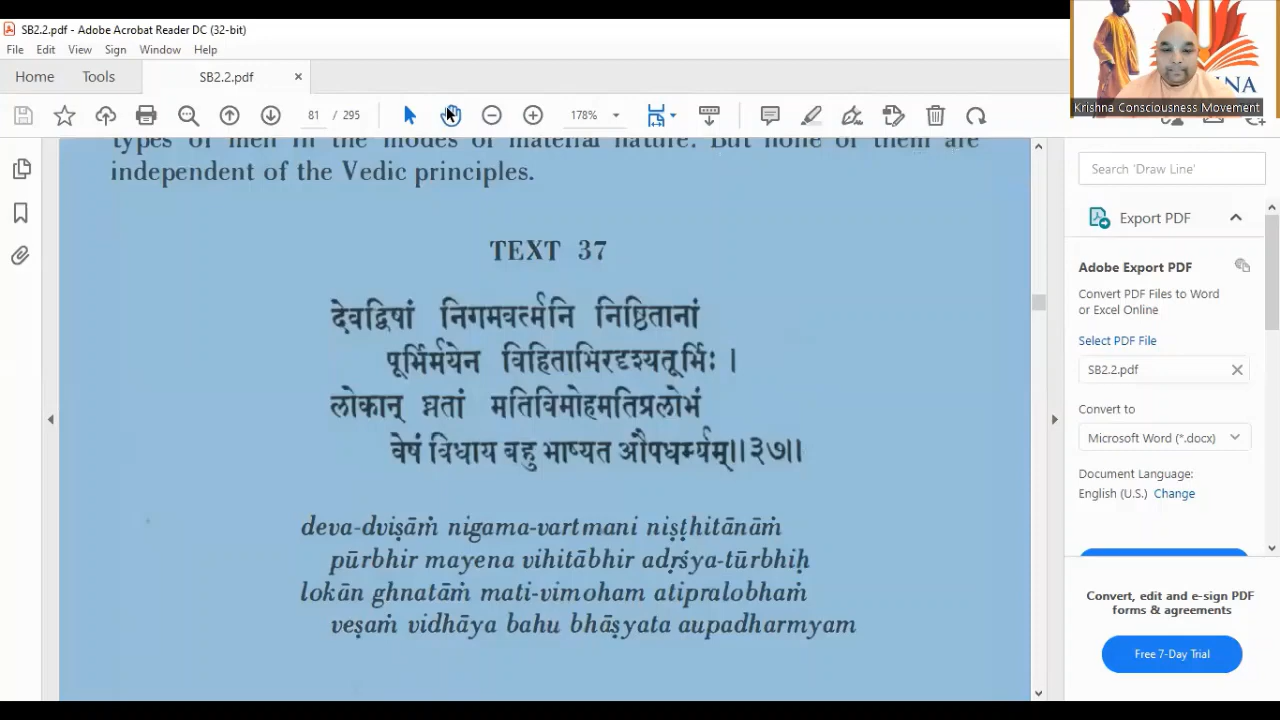 SB2.2.pdf - Adobe Acrobat Reader DC (32-bit)
File Edit View Sign Window Help
Home Tools SB2.2.pdf
81 / 295 178%
Krishna Consciousness Movement
types of men in the modes of material nature. But none of them are
independent of the Vedic principles.
TEXT 37
देवद्विषां निगमवर्त्मनि निष्ठितानां
पूर्भिर्मयेन विहिताभिरदृश्यतूर्भिः ।
लोकान् घ्नतां मतिविमोहमतिप्रलोभं
वेषं विधाय बहु भाष्यत औपधर्म्यम्॥३७॥
deva-dviṣāṁ nigama-vartmani niṣṭhitānāṁ
pūrbhir mayena vihitābhir adṛśya-tūrbhiḥ
lokān ghnatāṁ mati-vimoham atipralobhaṁ
veṣaṁ vidhāya bahu bhāṣyata aupadharmyam
Search 'Draw Line'
Export PDF
Adobe Export PDF
Convert PDF Files to Word
or Excel Online
Select PDF File
SB2.2.pdf
Convert to
Microsoft Word (*.docx)
Document Language:
English (U.S.) Change
Convert, edit and e-sign PDF
forms & agreements
Free 7-Day Trial